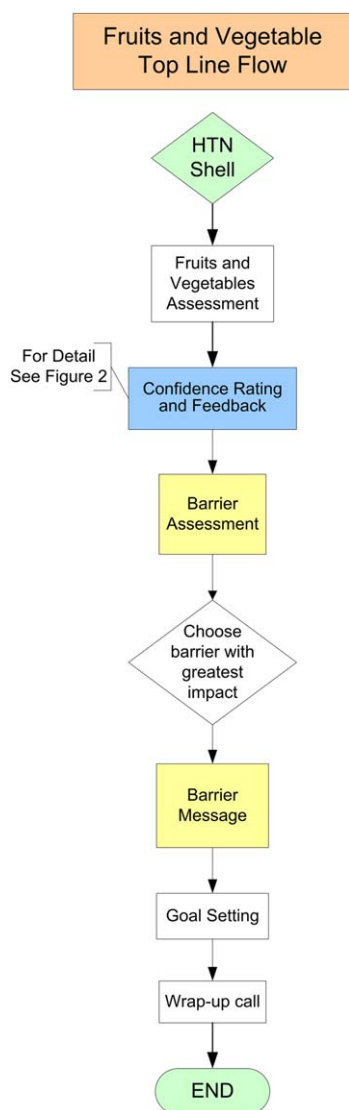 Fruits and Vegetable
Top Line Flow
HTN
Shell
Fruits and
Vegetables
Assessment
For Detail
See Figure 2
Confidence Rating
and Feedback
Barrier
Assessment
Choose
barrier with
greatest
impact
Barrier
Message
Goal Setting
Wrap-up call
END